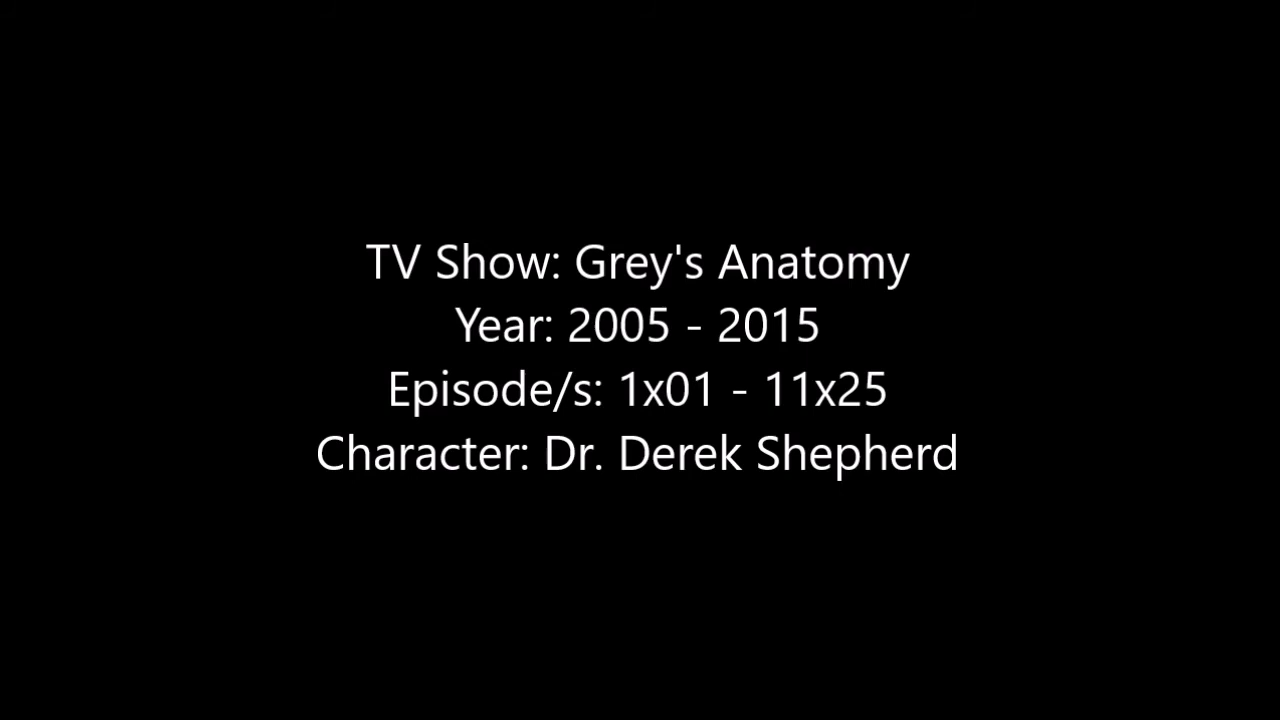 TV Show: Grey's Anatomy
Year: 2005 - 2015
Episode/s: 1x01 - 11x25
Character: Dr. Derek Shepherd